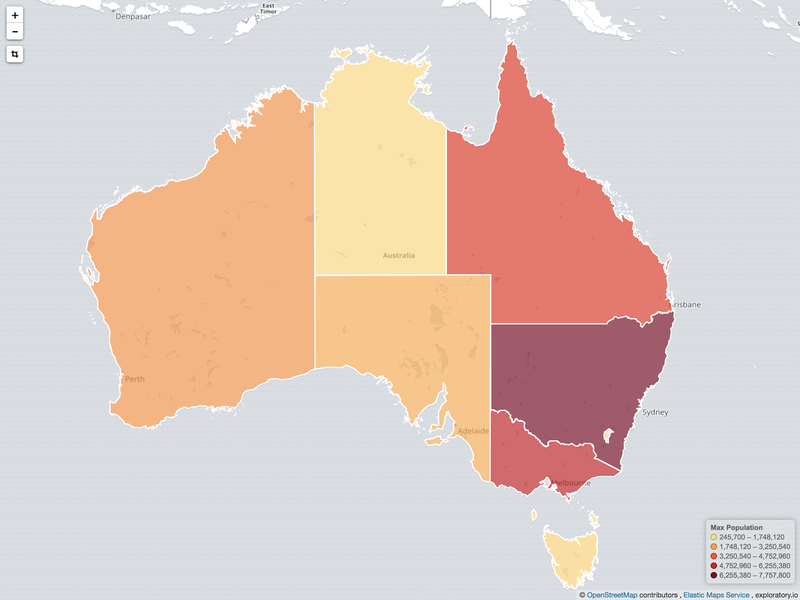 +
−
Denpasar
East
Timor
Australia
risbane
Perth
Sydney
Adelaide
Melbourne
Max Population
245,700 – 1,748,120
1,748,120 – 3,250,540
3,250,540 – 4,752,960
4,752,960 – 6,255,380
6,255,380 – 7,757,800
© OpenStreetMap contributors , Elastic Maps Service , exploratory.io